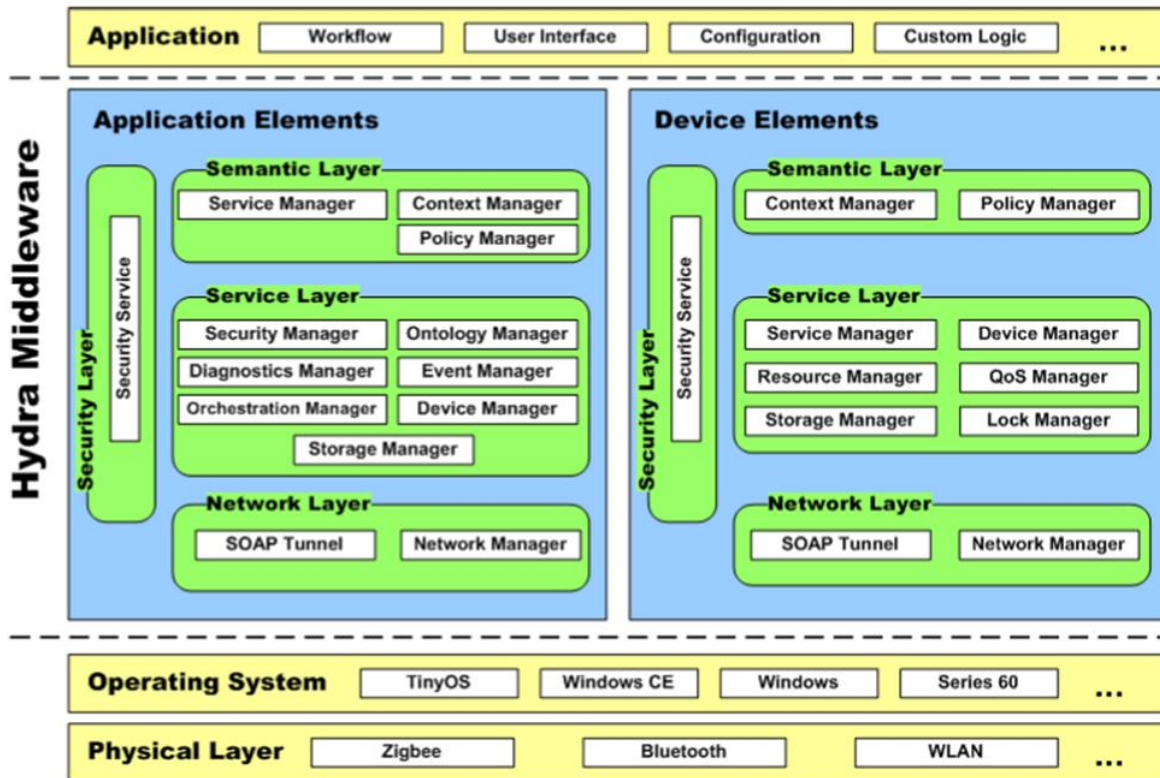 Application Workflow User Interface Configuration Custom Logic ...
Hydra Middleware
Application Elements
Security Layer
Security Service
Semantic Layer
Service Manager Context Manager
Policy Manager
Service Layer
Security Manager Ontology Manager
Diagnostics Manager Event Manager
Orchestration Manager Device Manager
Storage Manager
Network Layer
SOAP Tunnel Network Manager
Device Elements
Security Layer
Security Service
Semantic Layer
Context Manager Policy Manager
Service Layer
Service Manager Device Manager
Resource Manager QoS Manager
Storage Manager Lock Manager
Network Layer
SOAP Tunnel Network Manager
Operating System TinyOS Windows CE Windows Series 60 ...
Physical Layer Zigbee Bluetooth WLAN ...